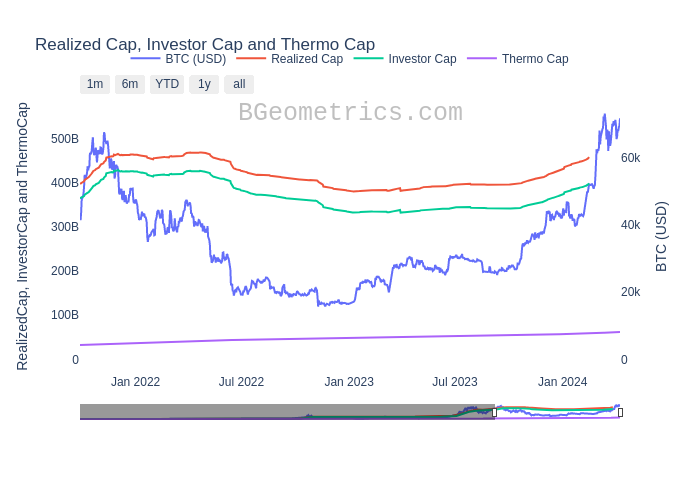 Realized Cap, Investor Cap and Thermo Cap
BTC (USD) Realized Cap Investor Cap Thermo Cap
1m 6m YTD 1y all
BGeometrics.com
RealizedCap, InvestorCap and ThermoCap
500B
400B
300B
200B
100B
0
60k
40k
20k
0
BTC (USD)
Jan 2022 Jul 2022 Jan 2023 Jul 2023 Jan 2024